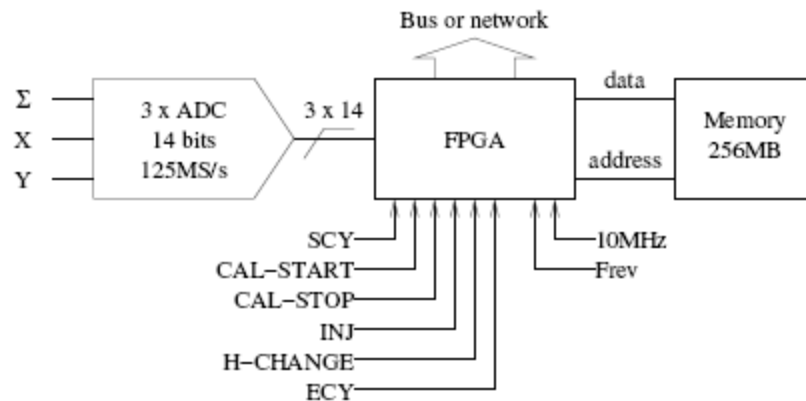 Bus or network
Σ
X
Y
3 x ADC
14 bits
125MS/s
3 x 14
FPGA
data
address
Memory
256MB
SCY
CAL−START
CAL−STOP
INJ
H−CHANGE
ECY
10MHz
Frev